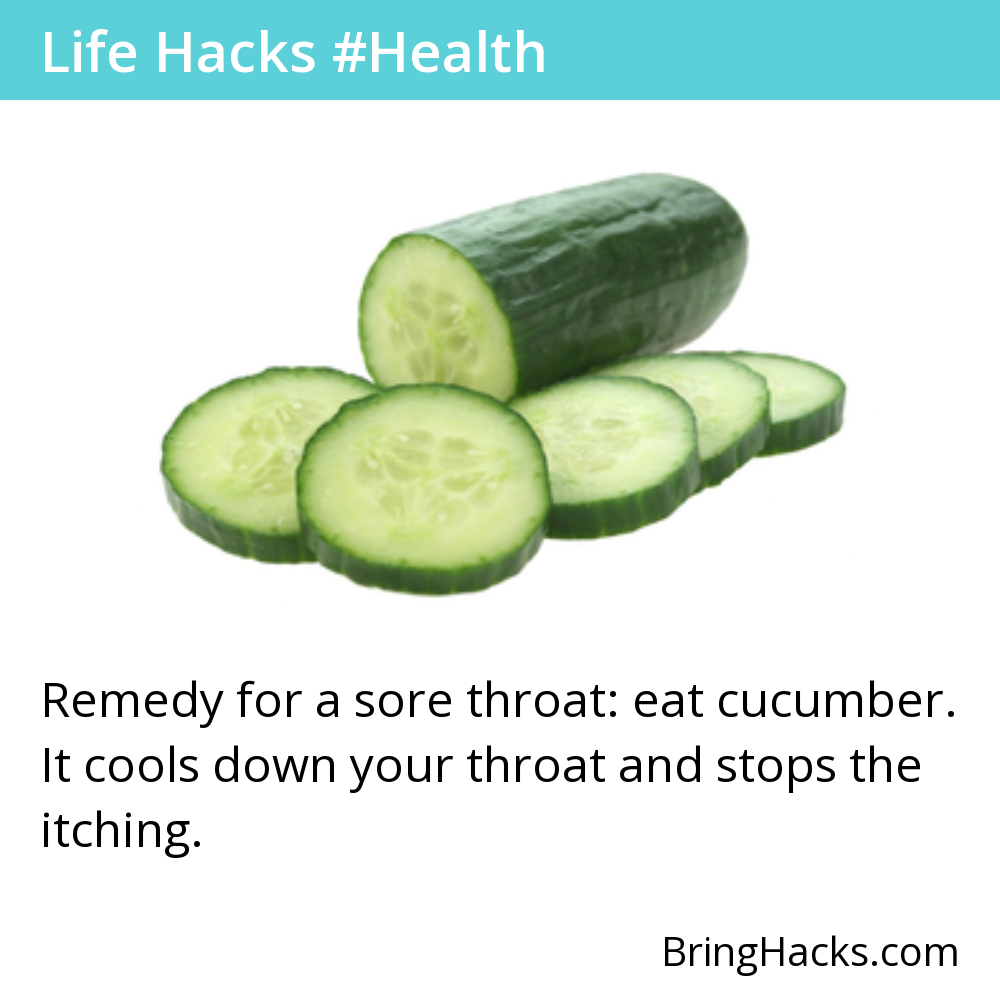 Life Hacks #Health
Remedy for a sore throat: eat cucumber.
It cools down your throat and stops the
itching.
BringHacks.com